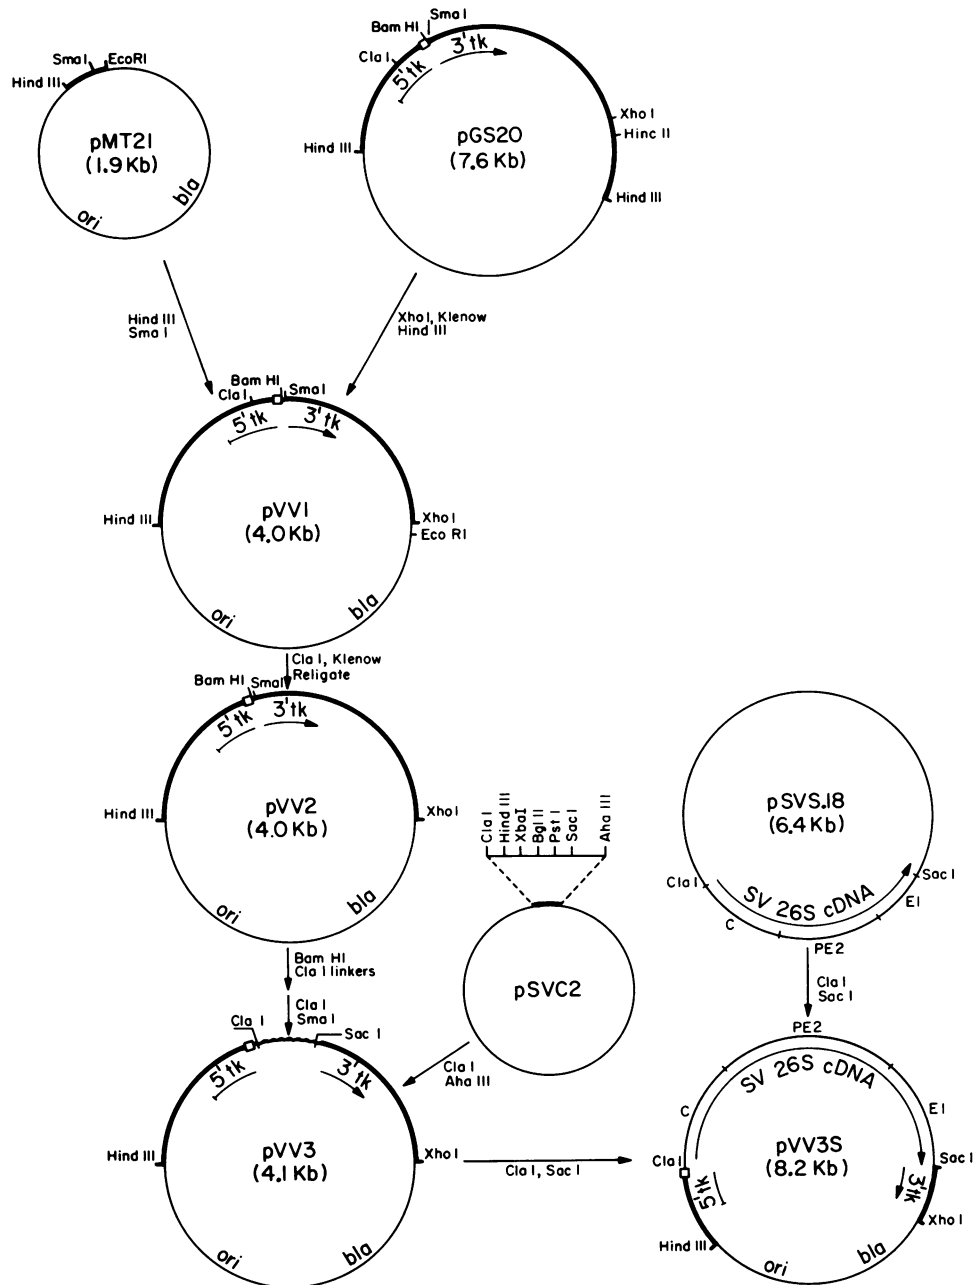 Sma I
EcoRI
Hind III
pMT21
(1.9 Kb)
ori
bla
Sma I
Bam HI
Cla I
5' tk
3' tk
pGS20
(7.6 Kb)
Hind III
Xho I
Hinc II
Hind III
Hind III
Sma I
Xho I, Klenow
Hind III
Bam HI
Cla I
Sma I
5' tk
3' tk
pVV1
(4.0 Kb)
Hind III
Xho I
Eco RI
ori
bla
Cla I, Klenow
Religate
Bam HI
Sma I
5' tk
3' tk
pVV2
(4.0 Kb)
Hind III
Xho I
ori
bla
Cla I
Hind III
Xba I
Bgl II
Pst I
Sac I
Aha III
pSVC2
pSVS.18
(6.4 Kb)
Cla I
Sac I
SV 26S cDNA
C
PE2
E1
Bam HI
Cla I linkers
Cla I
Sma I
Cla I
Aha III
Cla I
Sac I
Cla I
Sac I
5' tk
3' tk
pVV3
(4.1 Kb)
Hind III
Xho I
ori
bla
Cla I, Sac I
PE2
SV 26S cDNA
C
E1
pVV3S
(8.2 Kb)
Cla I
Sac I
5' tk
3' tk
Xho I
Hind III
ori
bla